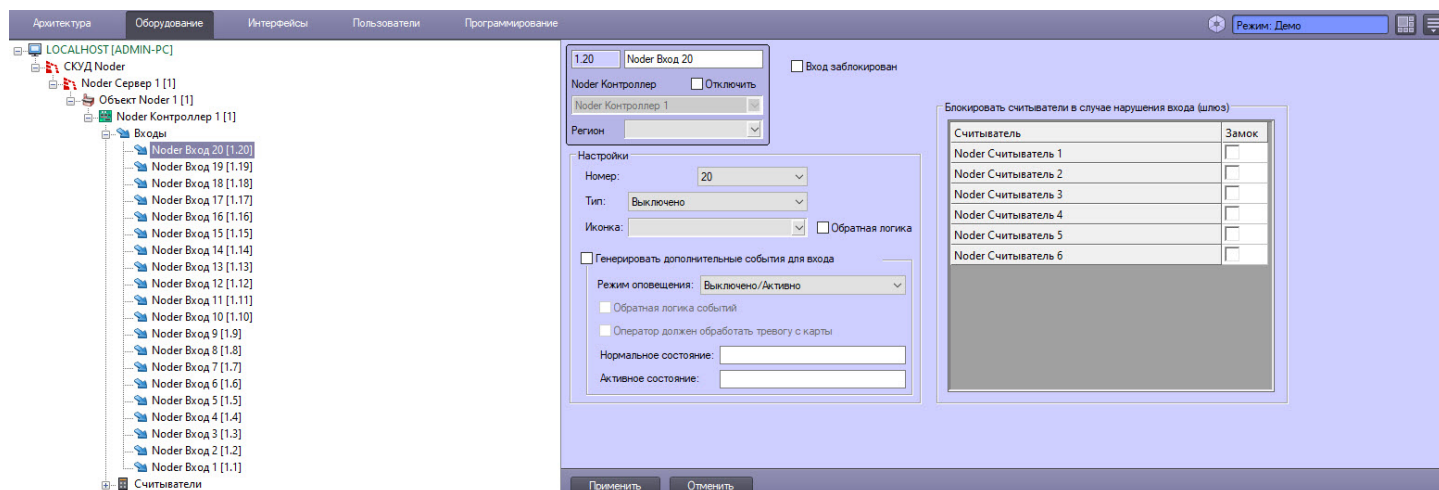 Архитектура Оборудование Интерфейсы Пользователи Программирование Режим: Демо
LOCALHOST [ADMIN-PC]
СКУД Noder
Noder Сервер 1 [1]
Объект Noder 1 [1]
Noder Контроллер 1 [1]
Входы
Noder Вход 20 [1.20]
Noder Вход 19 [1.19]
Noder Вход 18 [1.18]
Noder Вход 17 [1.17]
Noder Вход 16 [1.16]
Noder Вход 15 [1.15]
Noder Вход 14 [1.14]
Noder Вход 13 [1.13]
Noder Вход 12 [1.12]
Noder Вход 11 [1.11]
Noder Вход 10 [1.10]
Noder Вход 9 [1.9]
Noder Вход 8 [1.8]
Noder Вход 7 [1.7]
Noder Вход 6 [1.6]
Noder Вход 5 [1.5]
Noder Вход 4 [1.4]
Noder Вход 3 [1.3]
Noder Вход 2 [1.2]
Noder Вход 1 [1.1]
Считыватели
1.20 Noder Вход 20
Noder Контроллер Отключить
Noder Контроллер 1
Регион
Вход заблокирован
Настройки
Номер: 20
Тип: Выключено
Иконка: Обратная логика
Генерировать дополнительные события для входа
Режим оповещения: Выключено/Активно
Обратная логика событий
Оператор должен обработать тревогу с карты
Нормальное состояние:
Активное состояние:
Блокировать считыватели в случае нарушения входа (шлюз)
Считыватель Замок
Noder Считыватель 1
Noder Считыватель 2
Noder Считыватель 3
Noder Считыватель 4
Noder Считыватель 5
Noder Считыватель 6
Применить Отменить